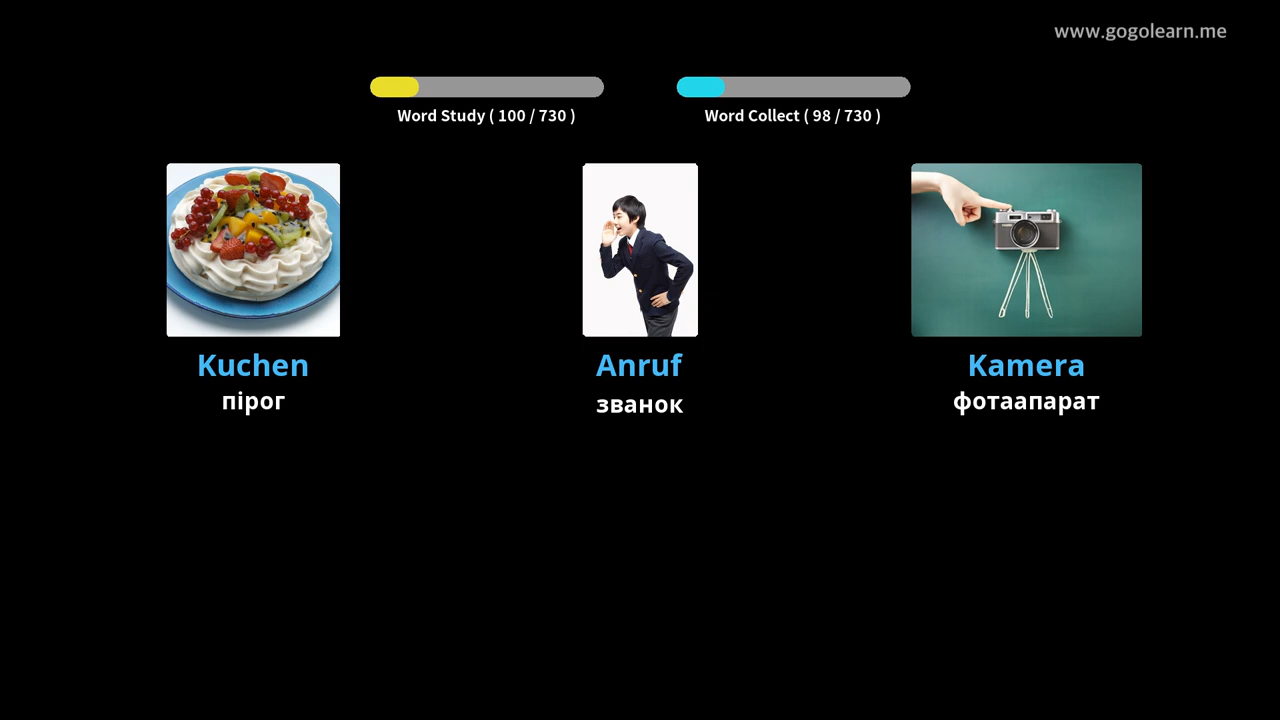 www.gogolearn.me
Word Study ( 100 / 730 )
Word Collect ( 98 / 730 )
Kuchen
пірог
Anruf
званок
Kamera
фотаапарат